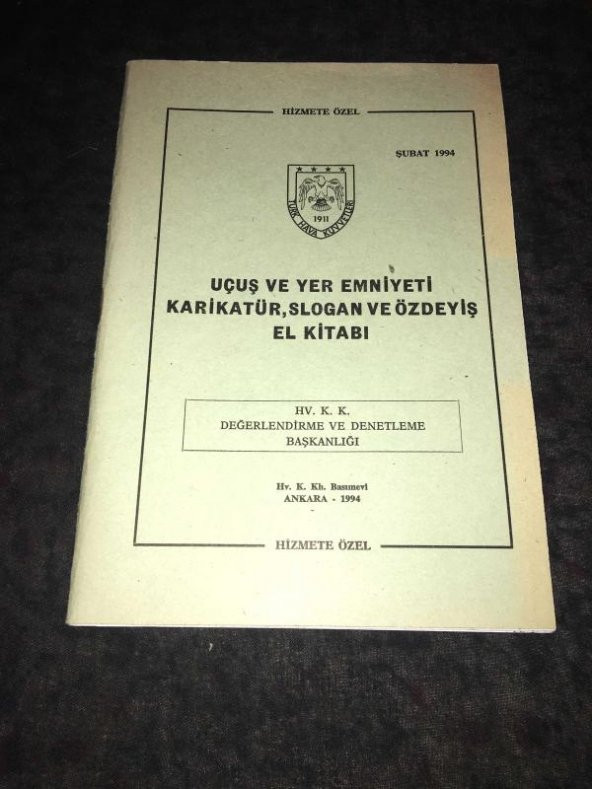 HİZMETE ÖZEL
ŞUBAT 1994
1911
TÜRK HAVA KUVVETLERİ
UÇUŞ VE YER EMNİYETİ
KARİKATÜR,SLOGAN VE ÖZDEYİŞ
EL KİTABI
HV. K. K.
DEĞERLENDİRME VE DENETLEME
BAŞKANLIĞI
Hv. K. Kh. Basımevi
ANKARA - 1994
HİZMETE ÖZEL